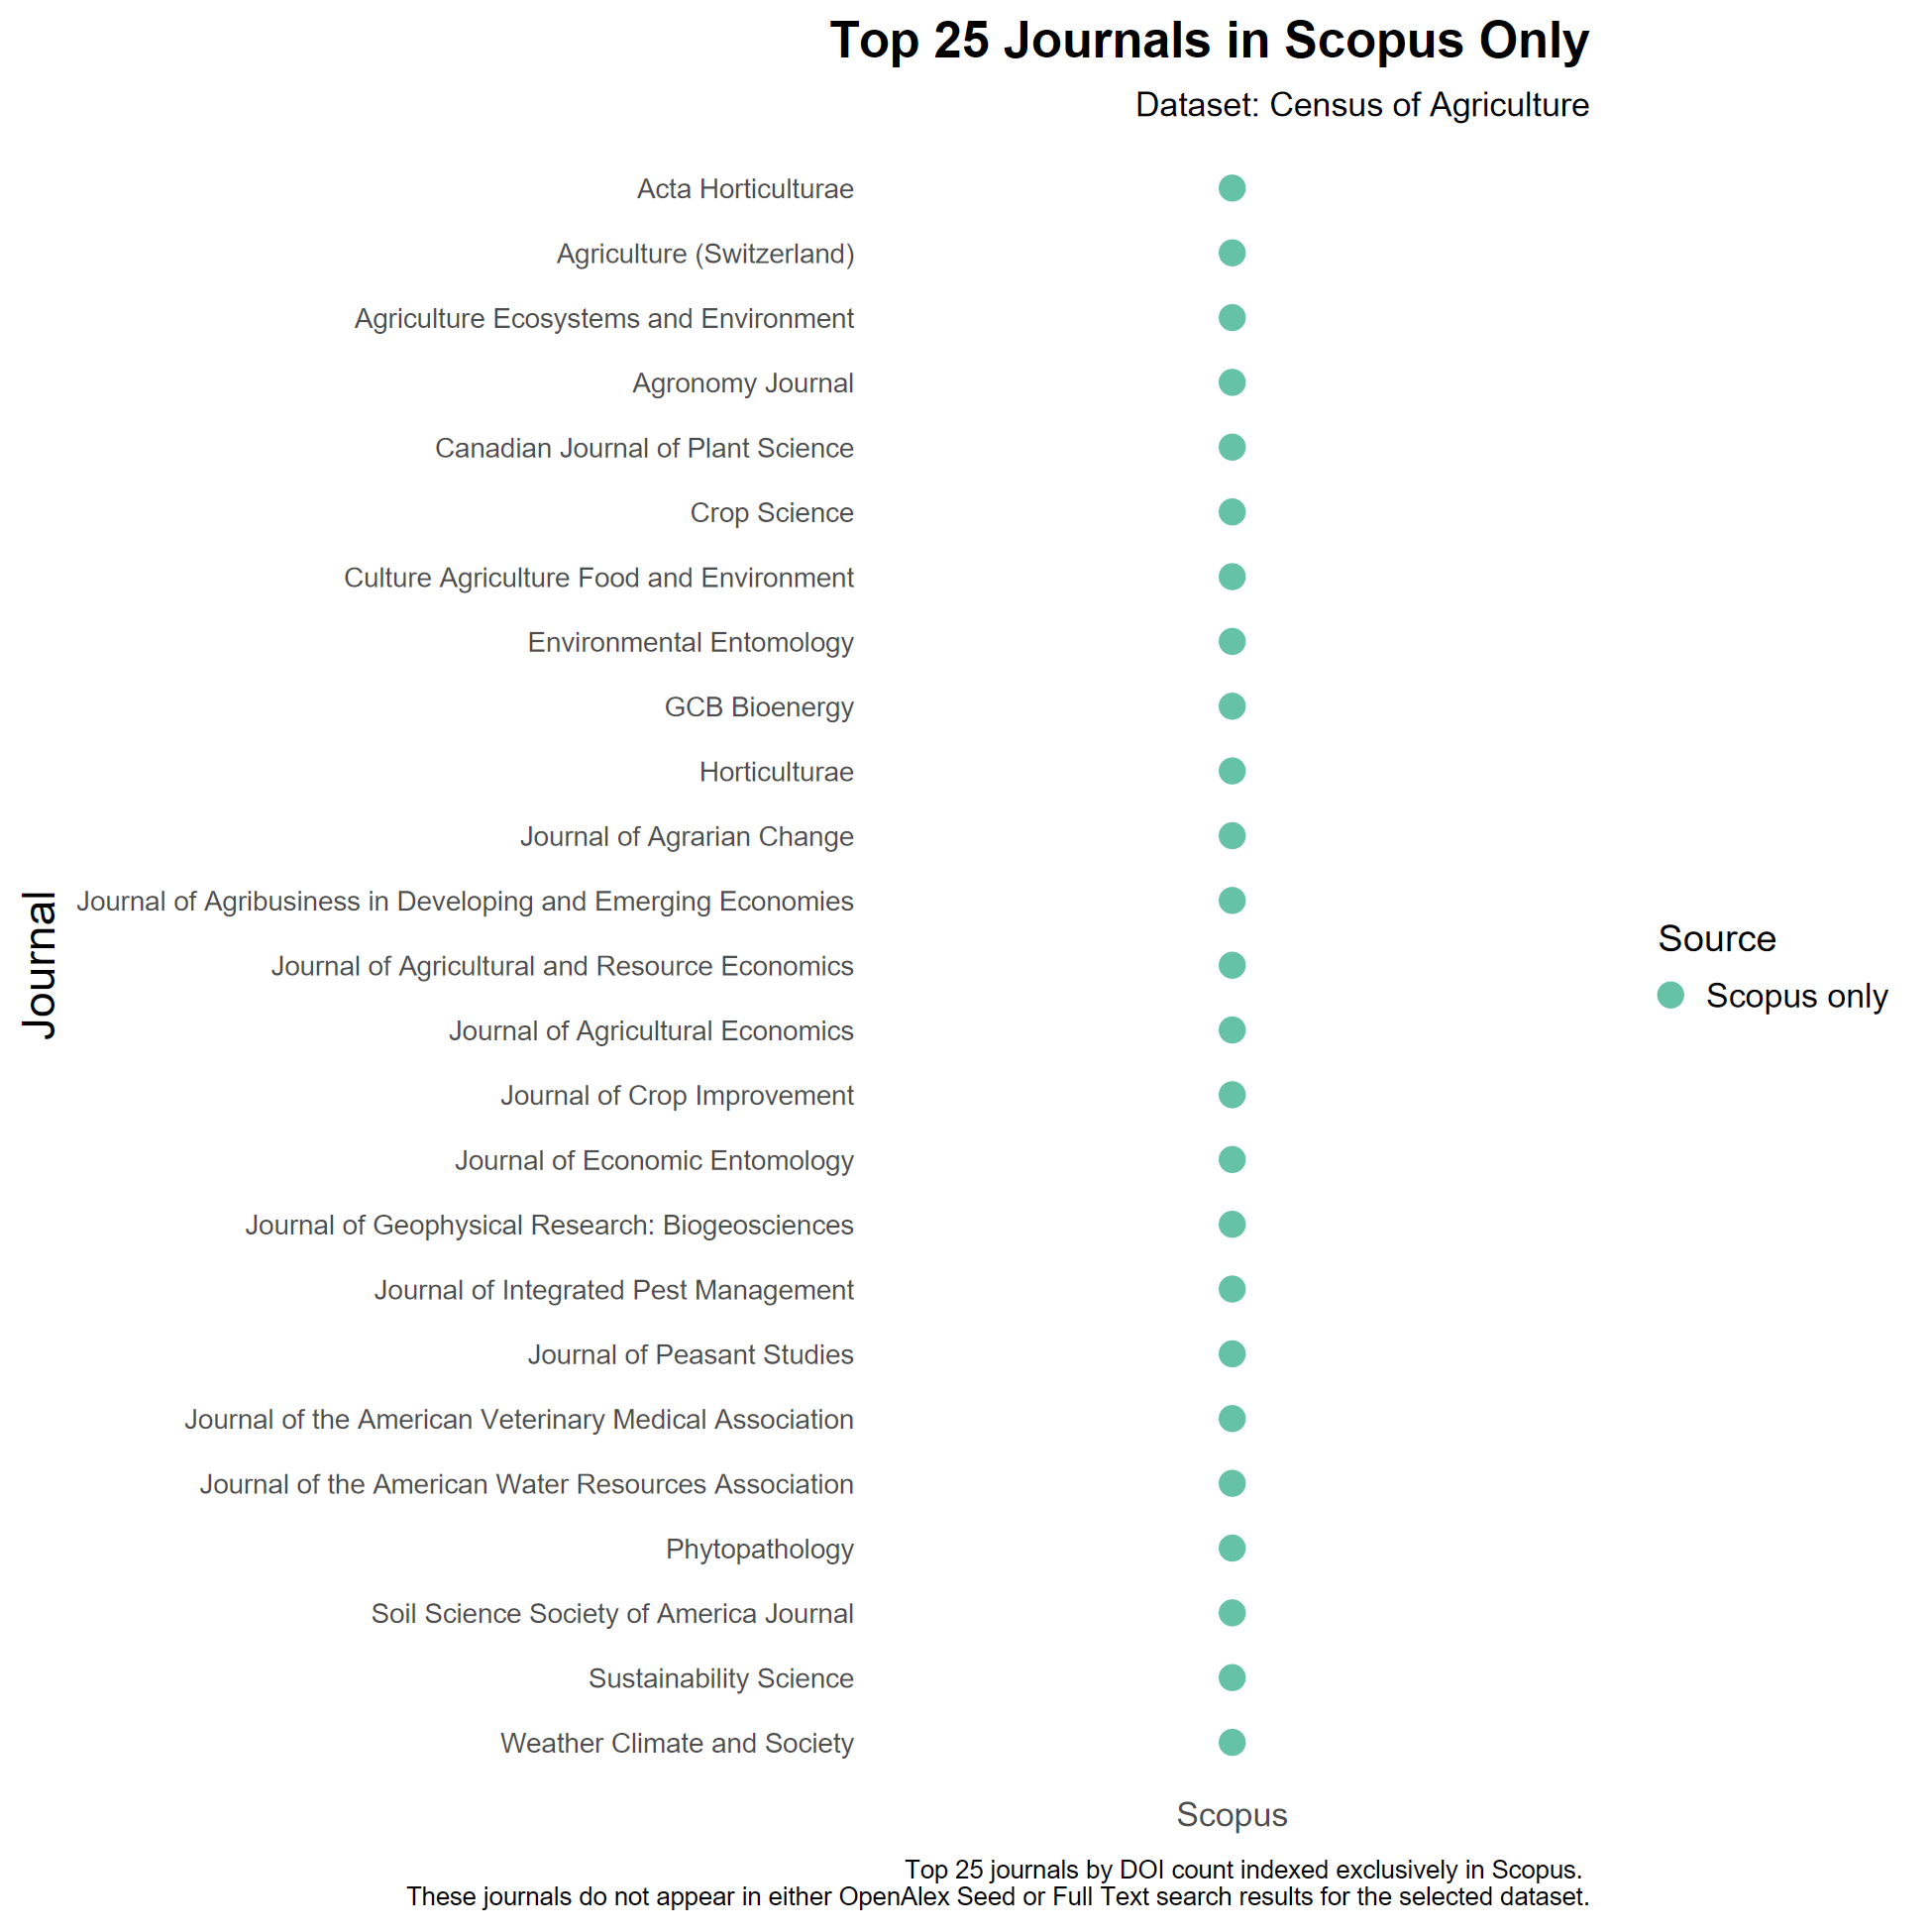 Top 25 Journals in Scopus Only
Dataset: Census of Agriculture
Acta Horticulturae
Agriculture (Switzerland)
Agriculture Ecosystems and Environment
Agronomy Journal
Canadian Journal of Plant Science
Crop Science
Culture Agriculture Food and Environment
Environmental Entomology
GCB Bioenergy
Horticulturae
Journal of Agrarian Change
Journal of Agribusiness in Developing and Emerging Economies
Journal of Agricultural and Resource Economics
Journal of Agricultural Economics
Journal of Crop Improvement
Journal of Economic Entomology
Journal of Geophysical Research: Biogeosciences
Journal of Integrated Pest Management
Journal of Peasant Studies
Journal of the American Veterinary Medical Association
Journal of the American Water Resources Association
Phytopathology
Soil Science Society of America Journal
Sustainability Science
Weather Climate and Society
Journal
Source
Scopus only
Scopus
Top 25 journals by DOI count indexed exclusively in Scopus.
These journals do not appear in either OpenAlex Seed or Full Text search results for the selected dataset.